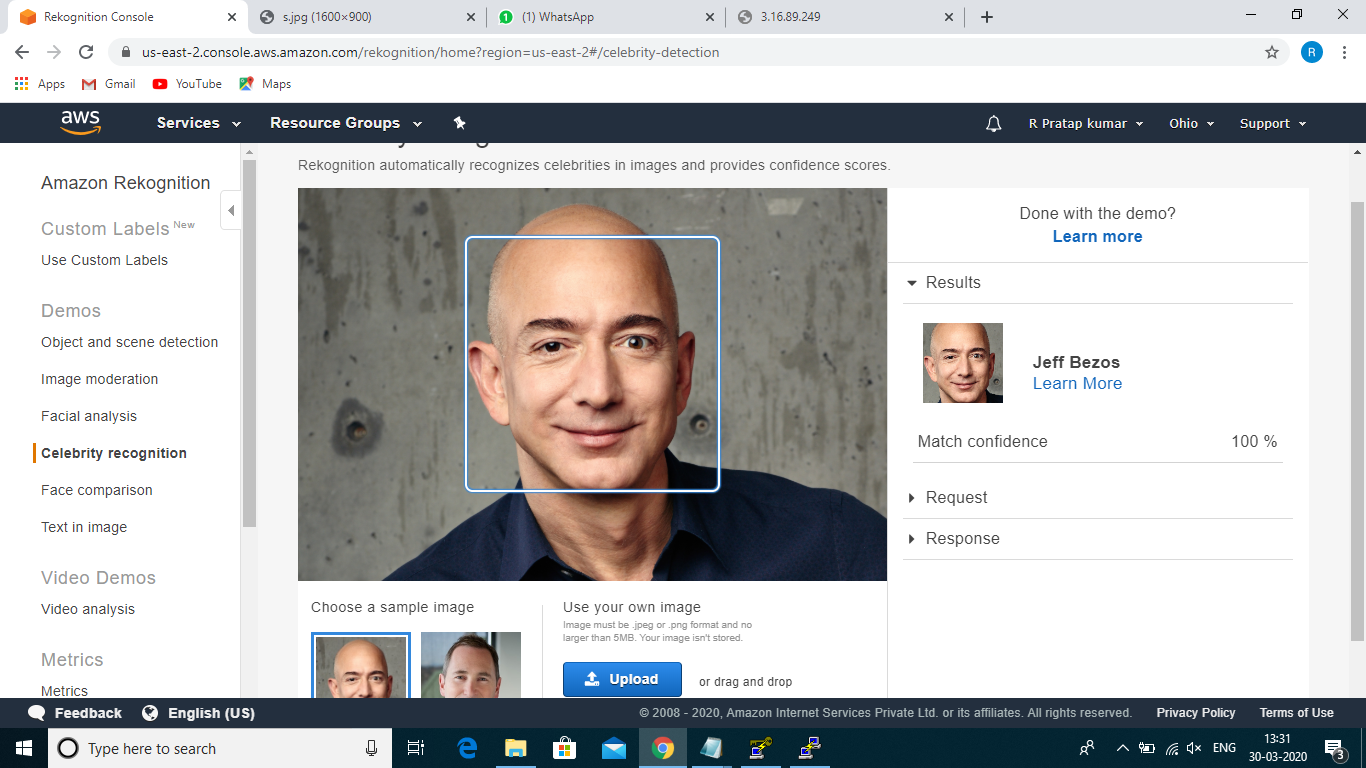 Rekognition Console
s.jpg (1600×900)
(1) WhatsApp
3.16.89.249
us-east-2.console.aws.amazon.com/rekognition/home?region=us-east-2#/celebrity-detection
R
Apps
Gmail
YouTube
Maps
aws
Services
Resource Groups
R Pratap kumar
Ohio
Support
Amazon Rekognition
Custom Labels New
Use Custom Labels
Demos
Object and scene detection
Image moderation
Facial analysis
Celebrity recognition
Face comparison
Text in image
Video Demos
Video analysis
Metrics
Metrics
Rekognition automatically recognizes celebrities in images and provides confidence scores.
Choose a sample image
Use your own image
Image must be .jpeg or .png format and no
larger than 5MB. Your image isn't stored.
Upload
or drag and drop
Done with the demo?
Learn more
Results
Jeff Bezos
Learn More
Match confidence 100 %
Request
Response
Feedback
English (US)
© 2008 - 2020, Amazon Internet Services Private Ltd. or its affiliates. All rights reserved.
Privacy Policy
Terms of Use
Type here to search
ENG
13:31
30-03-2020
3